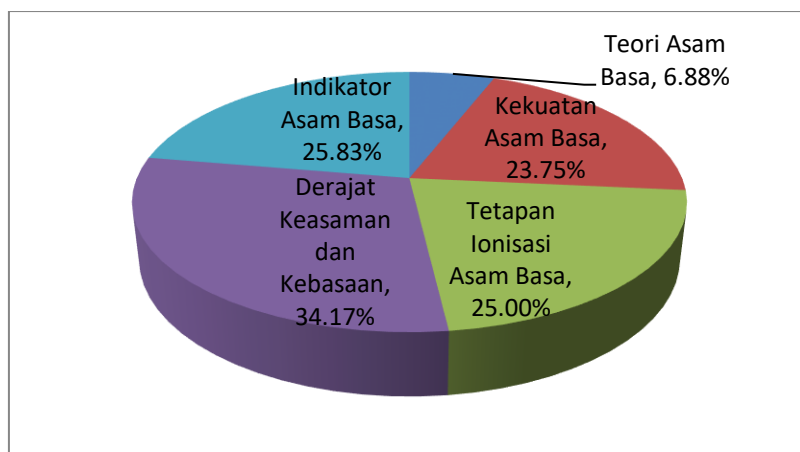 Teori Asam
Basa, 6.88%
Kekuatan
Asam Basa,
23.75%
Tetapan
Ionisasi
Asam Basa,
25.00%
Derajat
Keasaman
dan
Kebasaan,
34.17%
Indikator
Asam Basa,
25.83%